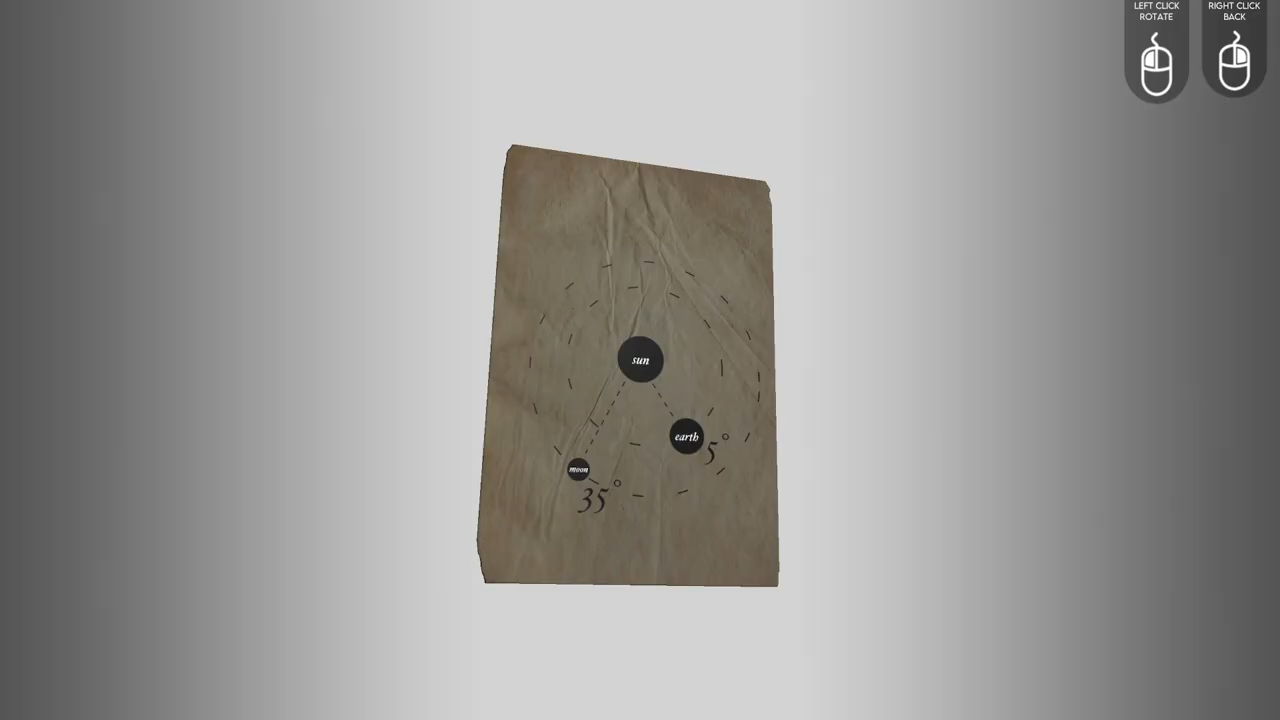 LEFT CLICK
ROTATE
RIGHT CLICK
BACK
sun
earth
5°
moon
35°